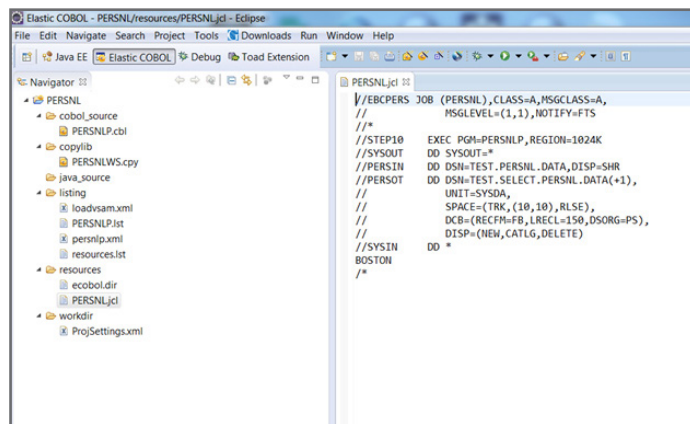 Elastic COBOL - PERSNL/resources/PERSNL.jcl - Eclipse
File Edit Navigate Search Project Tools Downloads Run Window Help
Java EE Elastic COBOL Debug Toad Extension
Navigator
PERSNL.jcl
PERSNL
cobol_source
PERSNLP.cbl
copylib
PERSNLWS.cpy
java_source
listing
loadvsam.xml
PERSNLP.lst
persnlp.xml
resources.lst
resources
ecobol.dir
PERSNL.jcl
workdir
ProjSettings.xml
//EBCPERS JOB (PERSNL),CLASS=A,MSGCLASS=A,
// MSGLEVEL=(1,1),NOTIFY=FTS
//*
//STEP10 EXEC PGM=PERSNLP,REGION=1024K
//SYSOUT DD SYSOUT=*
//PERSIN DD DSN=TEST.PERSNL.DATA,DISP=SHR
//PERSOT DD DSN=TEST.SELECT.PERSNL.DATA(+1),
// UNIT=SYSDA,
// SPACE=(TRK,(10,10),RLSE),
// DCB=(RECFM=FB,LRECL=150,DSORG=PS),
// DISP=(NEW,CATLG,DELETE)
//SYSIN DD *
BOSTON
/*